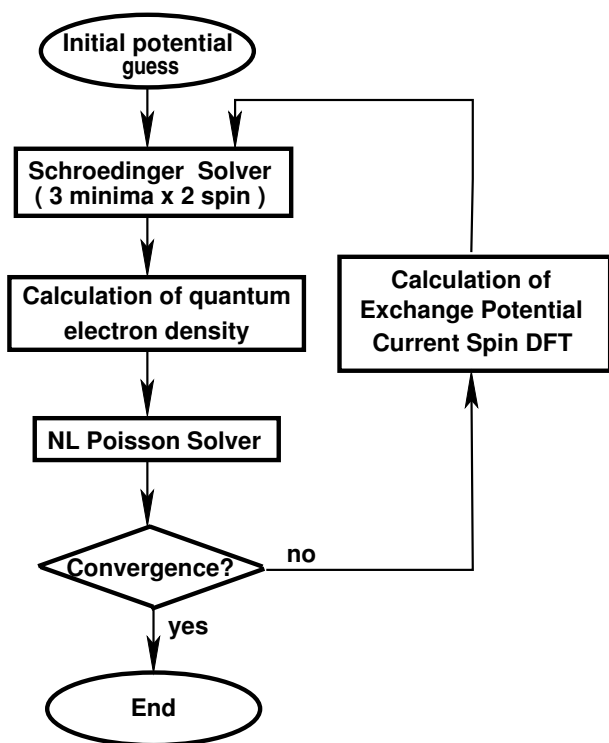 Initial potential
guess
Schroedinger Solver
( 3 minima x 2 spin )
Calculation of quantum
electron density
NL Poisson Solver
Convergence?
no
yes
End
Calculation of
Exchange Potential
Current Spin DFT